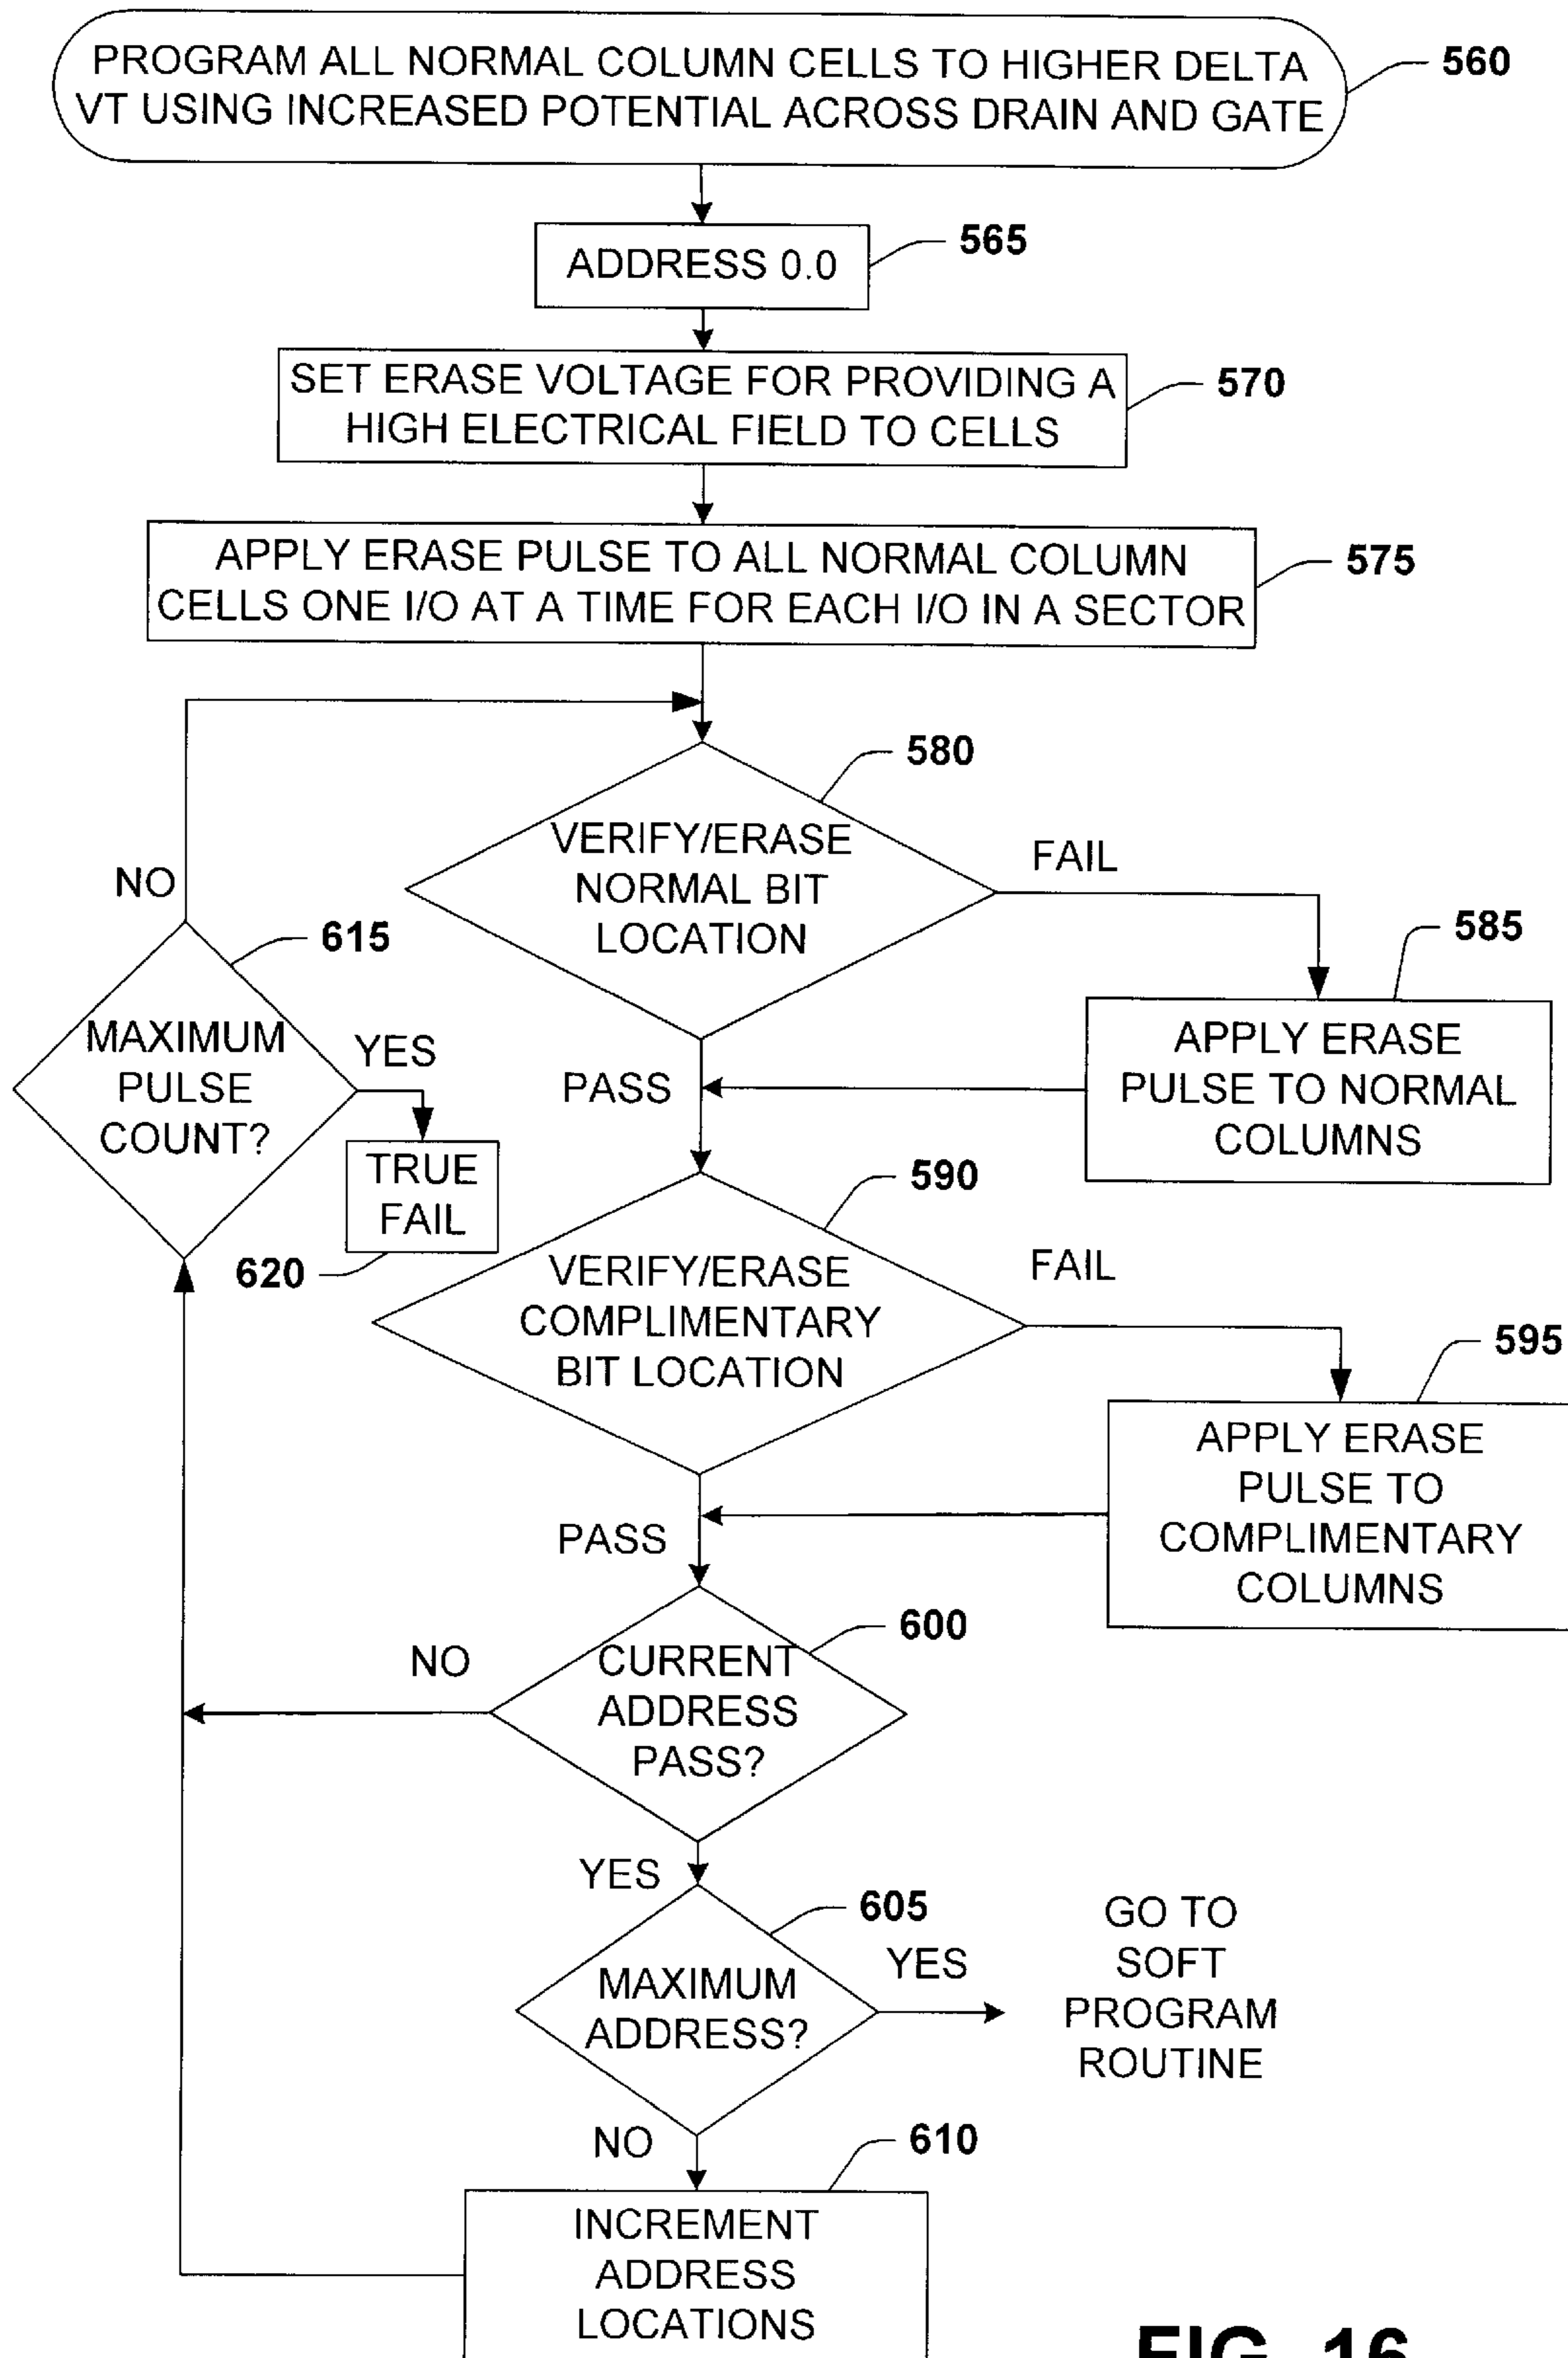 PROGRAM ALL NORMAL COLUMN CELLS TO HIGHER DELTA
VT USING INCREASED POTENTIAL ACROSS DRAIN AND GATE
560
ADDRESS 0.0
565
SET ERASE VOLTAGE FOR PROVIDING A
HIGH ELECTRICAL FIELD TO CELLS
570
APPLY ERASE PULSE TO ALL NORMAL COLUMN
CELLS ONE I/O AT A TIME FOR EACH I/O IN A SECTOR
575
580
VERIFY/ERASE
NORMAL BIT
LOCATION
FAIL
NO
615
585
MAXIMUM
PULSE
COUNT?
YES
PASS
APPLY ERASE
PULSE TO NORMAL
COLUMNS
TRUE
FAIL
620
590
VERIFY/ERASE
COMPLIMENTARY
BIT LOCATION
FAIL
595
APPLY ERASE
PULSE TO
COMPLIMENTARY
COLUMNS
PASS
600
NO
CURRENT
ADDRESS
PASS?
YES
605
MAXIMUM
ADDRESS?
YES
GO TO
SOFT
PROGRAM
ROUTINE
NO
610
INCREMENT
ADDRESS
LOCATIONS
FIG. 16